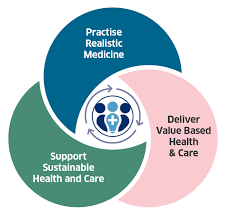 Practise
Realistic
Medicine
Deliver
Value Based
Health
& Care
Support
Sustainable
Health and Care